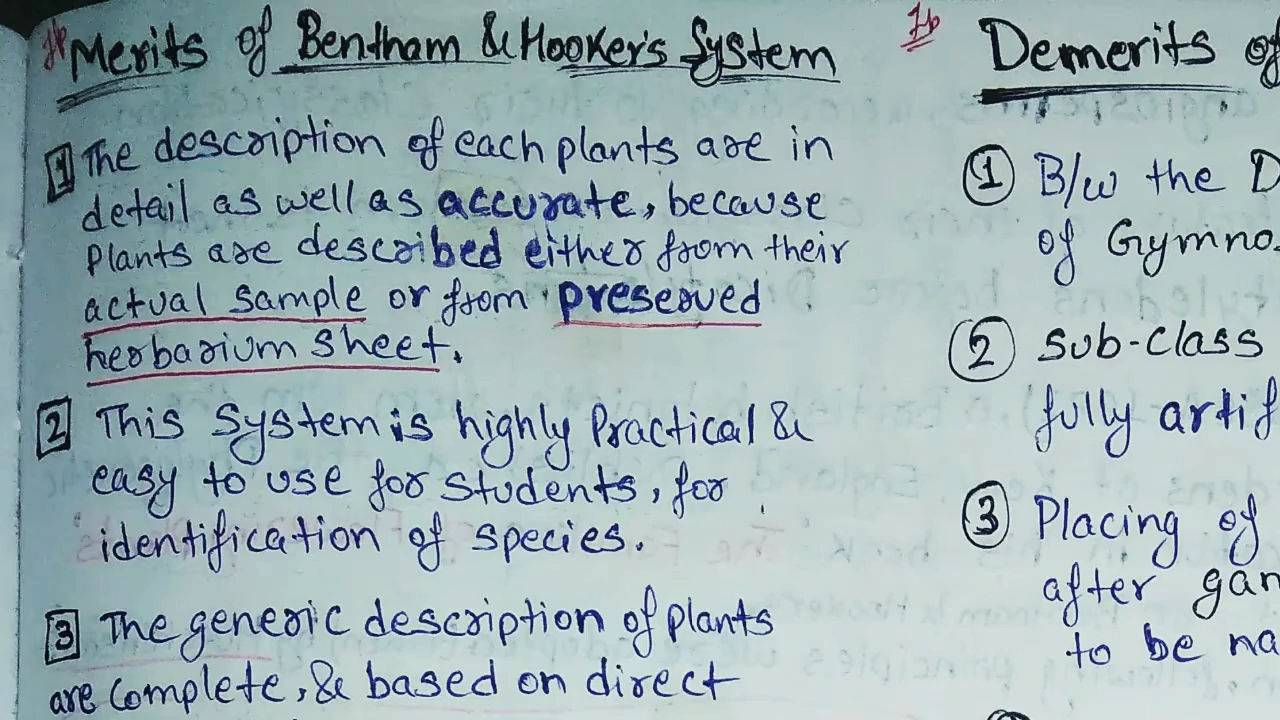 Merits of Bentham & Hooker's System
1 The description of each plants are in
detail as well as accurate, because
plants are described either from their
actual sample or from preserved
herbarium sheet.
2 This System is highly Practical &
easy to use for students, for
identification of species.
3 The generic description of plants
are complete, & based on direct
Demerits of
1 B/w the D
of Gymno
2 Sub-class
fully artif
3 Placing of
after gam
to be na